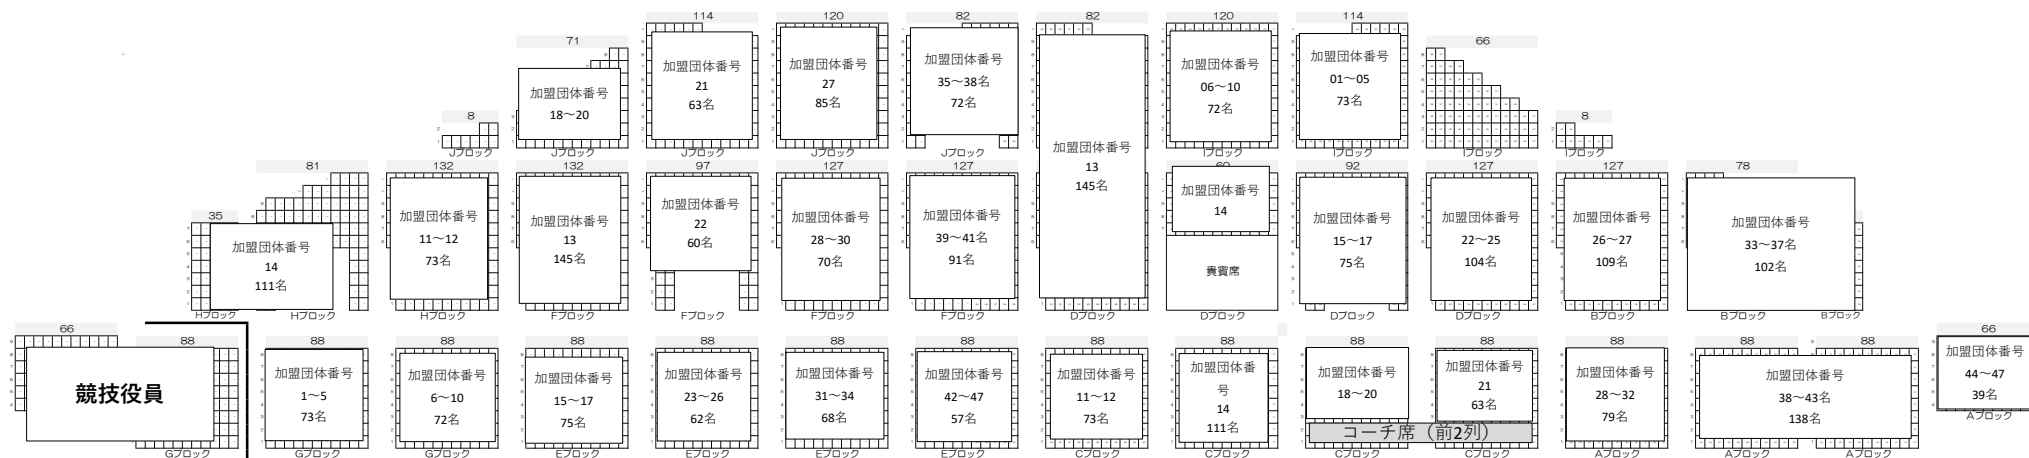 114
120
82
82
120
114
71
66
8
8
加盟団体番号
18～20
加盟団体番号
21
63名
加盟団体番号
27
85名
加盟団体番号
35～38名
72名
加盟団体番号
13
145名
加盟団体番号
06～10
72名
加盟団体番号
01～05
73名
Jブロック
Jブロック
Jブロック
Jブロック
Jブロック
Iブロック
Iブロック
Iブロック
Iブロック
35
81
132
132
97
127
127
60
92
127
127
78
加盟団体番号
14
111名
加盟団体番号
11～12
73名
加盟団体番号
13
145名
加盟団体番号
22
60名
加盟団体番号
28～30
70名
加盟団体番号
39～41名
91名
加盟団体番号
14
貴賓席
加盟団体番号
15～17
75名
加盟団体番号
22～25
104名
加盟団体番号
26～27
109名
加盟団体番号
33～37名
102名
Hブロック
Hブロック
Hブロック
Fブロック
Fブロック
Fブロック
Fブロック
Dブロック
Dブロック
Dブロック
Dブロック
Bブロック
Bブロック
Bブロック
66
88
88
88
88
88
88
88
88
88
88
88
88
88
88
66
競技役員
加盟団体番号
1～5
73名
加盟団体番号
6～10
72名
加盟団体番号
15～17
75名
加盟団体番号
23～26
62名
加盟団体番号
31～34
68名
加盟団体番号
42～47
57名
加盟団体番号
11～12
73名
加盟団体番
号
14
111名
加盟団体番号
18～20
加盟団体番号
21
63名
コーチ席（前2列）
加盟団体番号
28～32
79名
加盟団体番号
38～43名
138名
加盟団体番号
44～47
39名
Gブロック
Gブロック
Gブロック
Eブロック
Eブロック
Eブロック
Eブロック
Cブロック
Cブロック
Cブロック
Cブロック
Aブロック
Aブロック
Aブロック
Aブロック